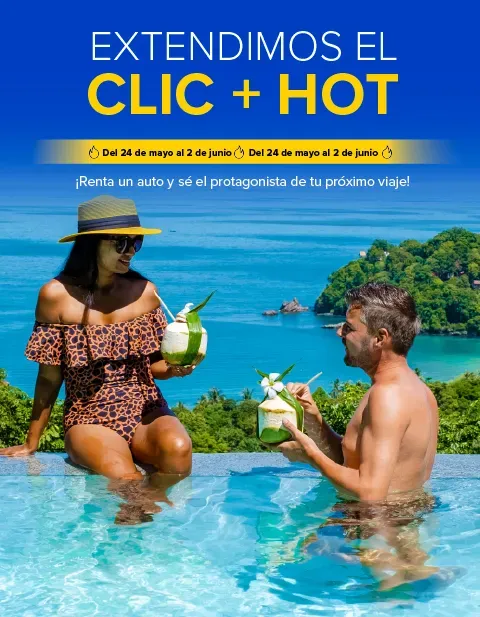 EXTENDIMOS EL
CLIC + HOT
Del 24 de mayo al 2 de junio Del 24 de mayo al 2 de junio
¡Renta un auto y sé el protagonista de tu próximo viaje!